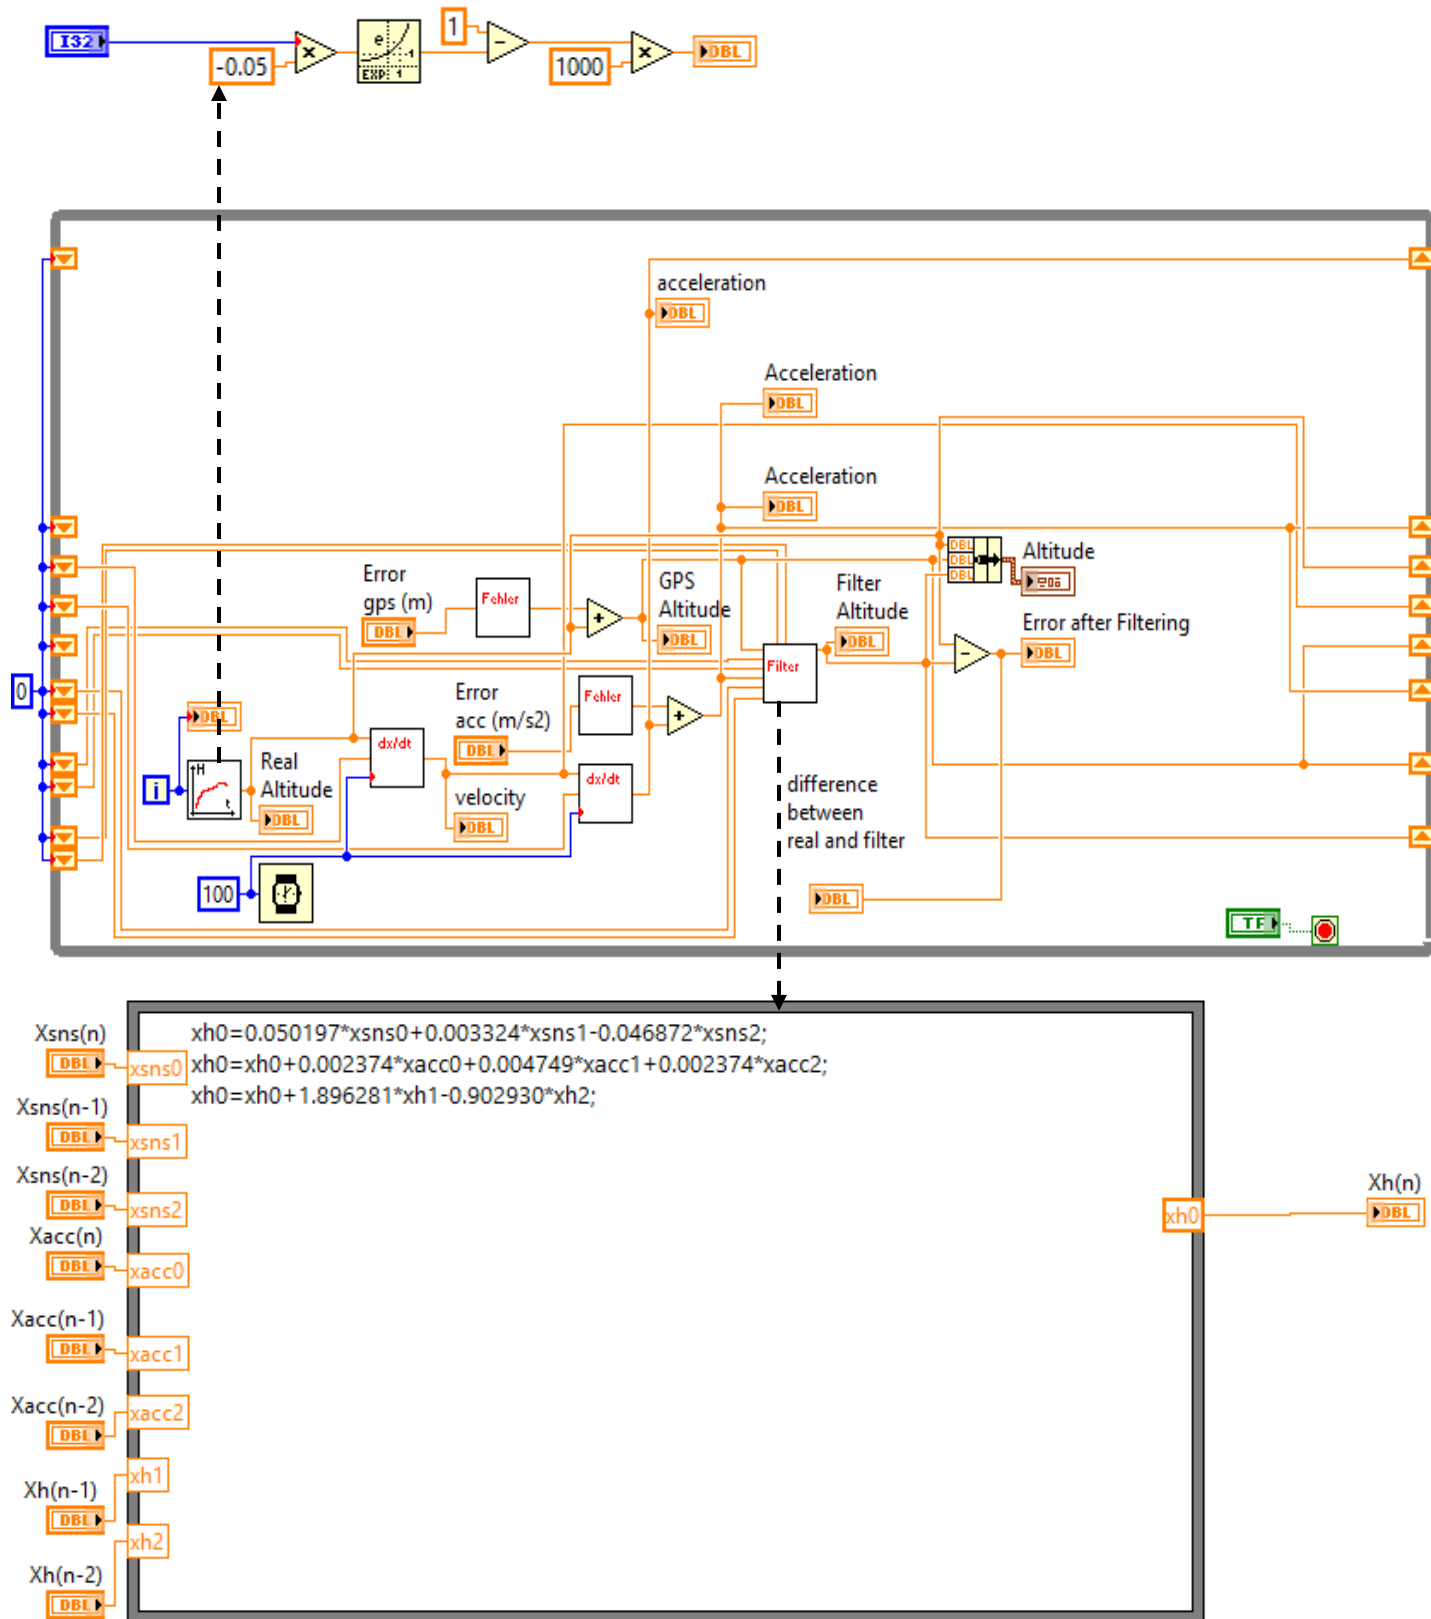 I32
-0.05
x
e
EXP
1
-
1000
x
DBL
acceleration
DBL
Acceleration
DBL
Acceleration
DBL
DBL
DBL
DBL
Altitude
Error
gps (m)
DBL
Fehler
+
GPS
Altitude
DBL
Filter
Filter
Altitude
DBL
-
Error after Filtering
DBL
0
DBL
i
H
t
Real
Altitude
DBL
dx/dt
Error
acc (m/s2)
DBL
Fehler
+
velocity
DBL
dx/dt
difference
between
real and filter
DBL
100
TF
Xsns(n)
DBL
xsns0
Xsns(n-1)
DBL
xsns1
Xsns(n-2)
DBL
xsns2
Xacc(n)
DBL
xacc0
Xacc(n-1)
DBL
xacc1
Xacc(n-2)
DBL
xacc2
Xh(n-1)
DBL
xh1
Xh(n-2)
DBL
xh2
xh0=0.050197*xsns0+0.003324*xsns1-0.046872*xsns2;
xh0=xh0+0.002374*xacc0+0.004749*xacc1+0.002374*xacc2;
xh0=xh0+1.896281*xh1-0.902930*xh2;
xh0
Xh(n)
DBL